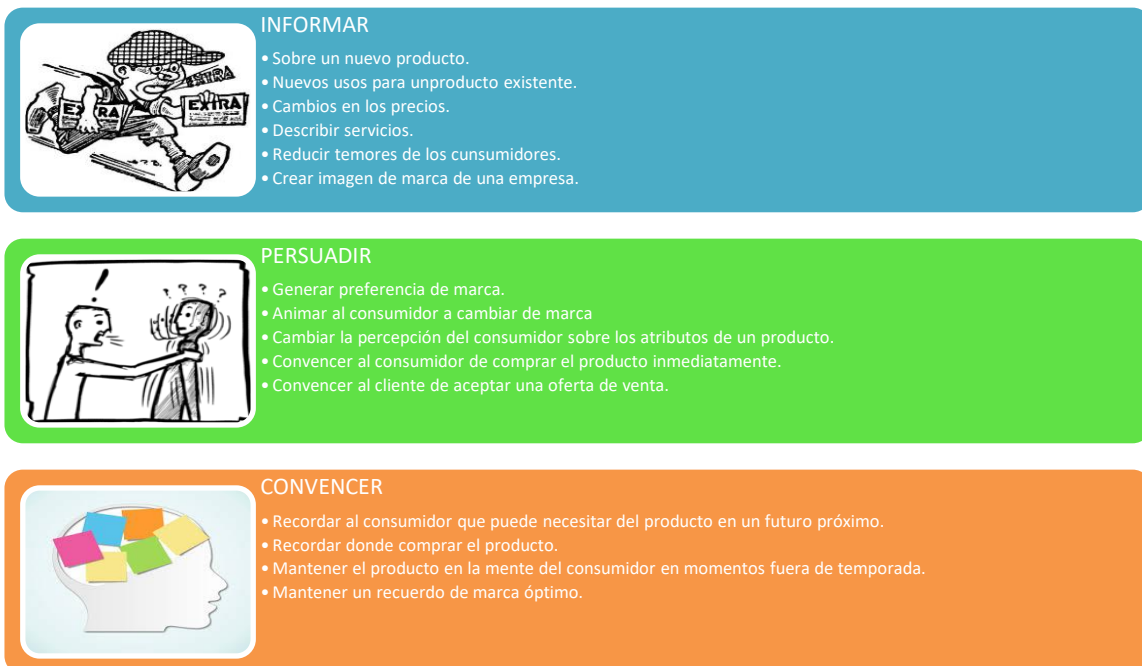 INFORMAR
EXTRA
EXTRA
EXTRA
• Sobre un nuevo producto.
• Nuevos usos para unproducto existente.
• Cambios en los precios.
• Describir servicios.
• Reducir temores de los cunsumidores.
• Crear imagen de marca de una empresa.
PERSUADIR
! ? ? ? ?
• Generar preferencia de marca.
• Animar al consumidor a cambiar de marca
• Cambiar la percepción del consumidor sobre los atributos de un producto.
• Convencer al consumidor de comprar el producto inmediatamente.
• Convencer al cliente de aceptar una oferta de venta.
CONVENCER
• Recordar al consumidor que puede necesitar del producto en un futuro próximo.
• Recordar donde comprar el producto.
• Mantener el producto en la mente del consumidor en momentos fuera de temporada.
• Mantener un recuerdo de marca óptimo.